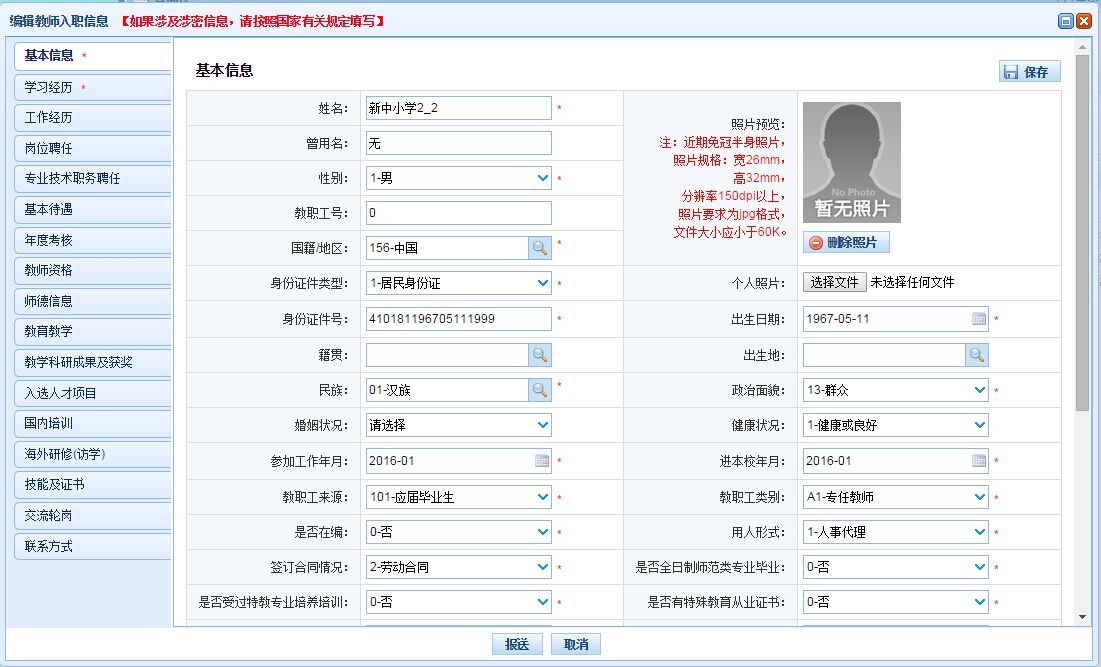 编辑教师入职信息 【如果涉及涉密信息，请按照国家有关规定填写】
基本信息 *
学习经历 *
工作经历
岗位聘任
专业技术职务聘任
基本待遇
年度考核
教师资格
师德信息
教育教学
教学科研成果及获奖
入选人才项目
国内培训
海外研修(访学)
技能及证书
交流轮岗
联系方式
基本信息
保存
姓名： 新中小学2_2 *
曾用名： 无
性别： 1-男 *
教职工号： 0
国籍/地区： 156-中国 *
照片预览：
注：近期免冠半身照片，
照片规格：宽26mm，
高32mm，
分辨率150dpi以上，
照片要求为jpg格式，
文件大小应小于60K。
No Photo
暂无照片
删除照片
身份证件类型： 1-居民身份证 * 个人照片： 选择文件 未选择任何文件
身份证件号： 410181196705111999 * 出生日期： 1967-05-11 *
籍贯： 出生地：
民族： 01-汉族 * 政治面貌： 13-群众 *
婚姻状况： 请选择 健康状况： 1-健康或良好
参加工作年月： 2016-01 * 进本校年月： 2016-01 *
教职工来源： 101-应届毕业生 * 教职工类别： A1-专任教师 *
是否在编： 0-否 * 用人形式： 1-人事代理 *
签订合同情况： 2-劳动合同 * 是否全日制师范类专业毕业： 0-否 *
是否受过特教专业培养培训： 0-否 * 是否有特殊教育从业证书： 0-否 *
报送 取消